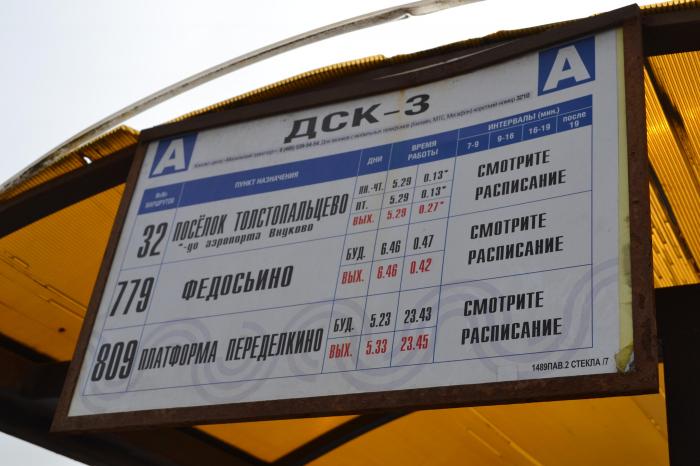 ДСК-3
А
А
№№ МАРШРУТОВ
ПУНКТ НАЗНАЧЕНИЯ
ДНИ
ВРЕМЯ РАБОТЫ
ИНТЕРВАЛЫ (мин.)
7-9 9-16 16-19 после 19
32 ПОСЁЛОК ТОЛСТОПАЛЬЦЕВО
*-до аэропорта Внуково
ПН.-ЧТ. 5.29 0.13*
ПТ. 5.29 0.13*
ВЫХ. 5.29 0.27*
СМОТРИТЕ
РАСПИСАНИЕ
779 ФЕДОСЬИНО
БУД. 6.46 0.47
ВЫХ. 6.46 0.42
СМОТРИТЕ
РАСПИСАНИЕ
809 ПЛАТФОРМА ПЕРЕДЕЛКИНО
БУД. 5.23 23.43
ВЫХ. 5.33 23.45
СМОТРИТЕ
РАСПИСАНИЕ
1489ПАВ.2 СТЕКЛА /7